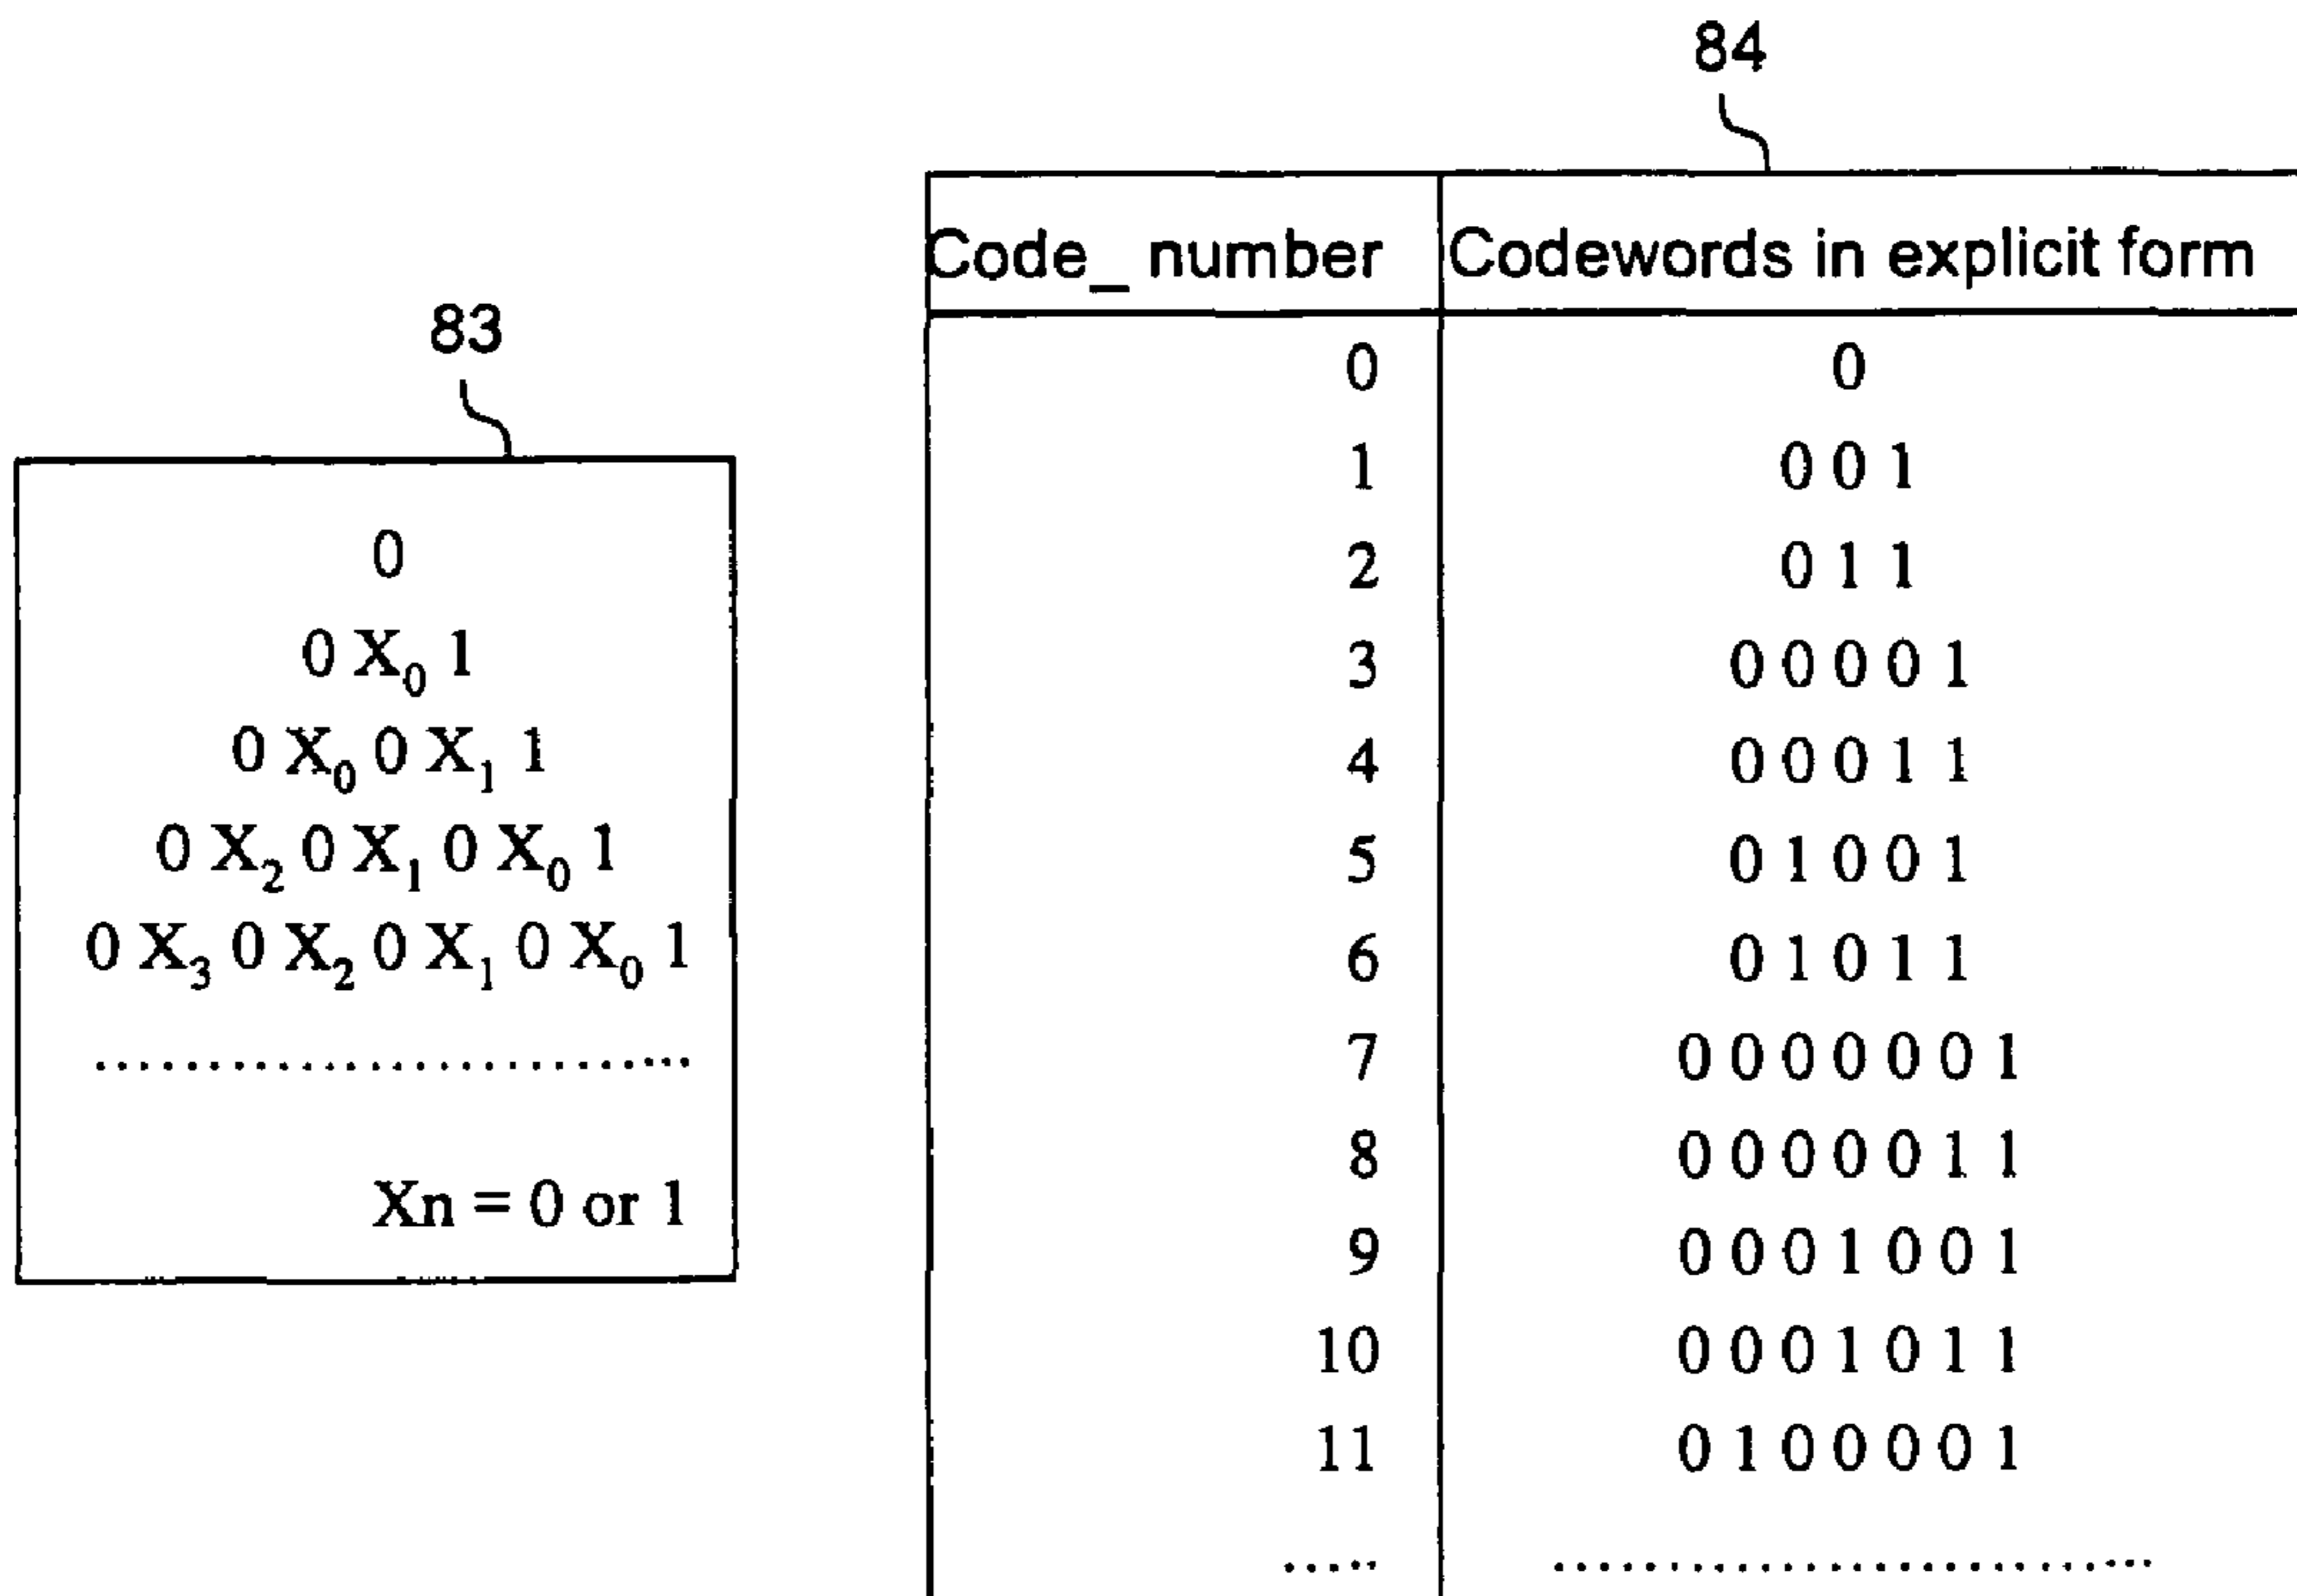 83
0
0 X₀ 1
0 X₀ 0 X₁ 1
0 X₂ 0 X₁ 0 X₀ 1
0 X₃ 0 X₂ 0 X₁ 0 X₀ 1
..........................
Xn = 0 or 1
84
Code_ number Codewords in explicit form
0 0
1 0 0 1
2 0 1 1
3 0 0 0 0 1
4 0 0 0 1 1
5 0 1 0 0 1
6 0 1 0 1 1
7 0 0 0 0 0 0 1
8 0 0 0 0 0 1 1
9 0 0 0 1 0 0 1
10 0 0 0 1 0 1 1
11 0 1 0 0 0 0 1
..... ..........................